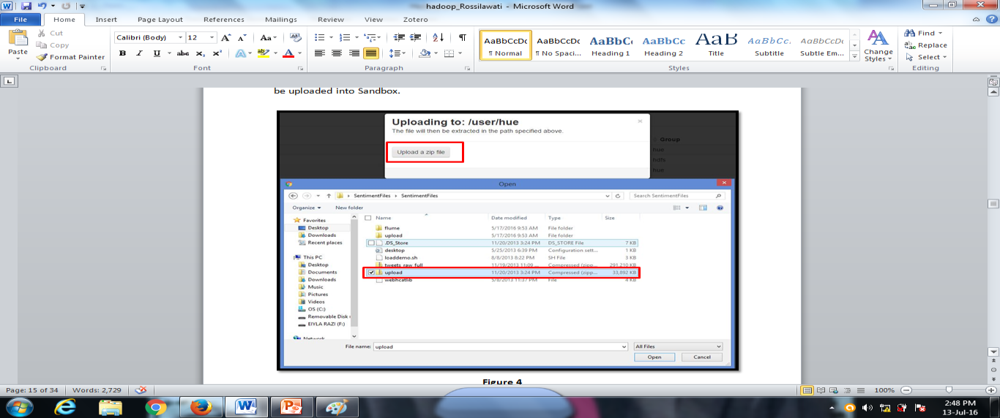 hadoop_Rossilawati - Microsoft Word
File Home Insert Page Layout References Mailings Review View Zotero
Paste
Cut
Copy
Format Painter
Clipboard
Calibri (Body) 12
Font
Paragraph
AaBbCcDc AaBbCcDc AaBbCc AaBbCc AaB AaBbCc. AaBbCcDc
¶ Normal ¶ No Spaci... Heading 1 Heading 2 Title Subtitle Subtle Em...
Styles
Change Styles
Find
Replace
Select
Editing
be uploaded into Sandbox.
Uploading to: /user/hue
The file will then be extracted in the path specified above.
Upload a zip file
Group
hue
hdfs
hue
Open
SentimentFiles SentimentFiles
Search SentimentFiles
Organize New folder
Favorites
Desktop
Downloads
Recent places
This PC
Desktop
Documents
Downloads
Music
Pictures
Videos
OS (C:)
Removable Disk
EIYLA RAZI (F:)
Network
Name Date modified Type Size
flume 5/17/2016 9:53 AM File folder
upload 5/17/2016 9:53 AM File folder
.DS_Store 11/20/2013 3:24 PM DS_STORE File 7 KB
desktop 5/25/2013 6:39 PM Configuration sett... 1 KB
loaddemo.sh 8/8/2013 8:22 PM SH File 3 KB
tweets_raw_full 11/19/2013 11:09 ... Compressed (zipp... 291,210 KB
upload 11/20/2013 3:24 PM Compressed (zipp... 33,892 KB
webhcatlib 5/8/2013 11:37 PM File 4 KB
File name: upload
All Files
Open Cancel
Figure 4
Page: 15 of 34 Words: 2,729
100%
2:48 PM
13-Jul-16